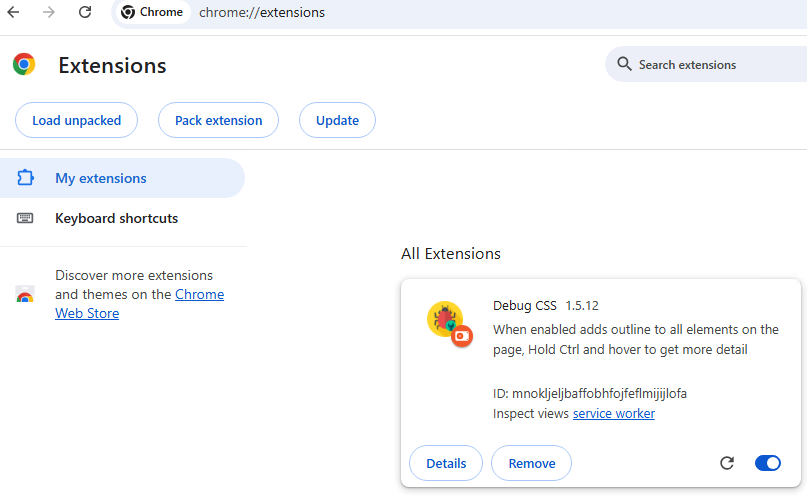 Chrome chrome://extensions
Extensions
Search extensions
Load unpacked Pack extension Update
My extensions
Keyboard shortcuts
Discover more extensions
and themes on the Chrome
Web Store
All Extensions
Debug CSS 1.5.12
When enabled adds outline to all elements on the
page, Hold Ctrl and hover to get more detail
ID: mnokljeljbaffobhfojfeflmijijlofa
Inspect views service worker
Details Remove